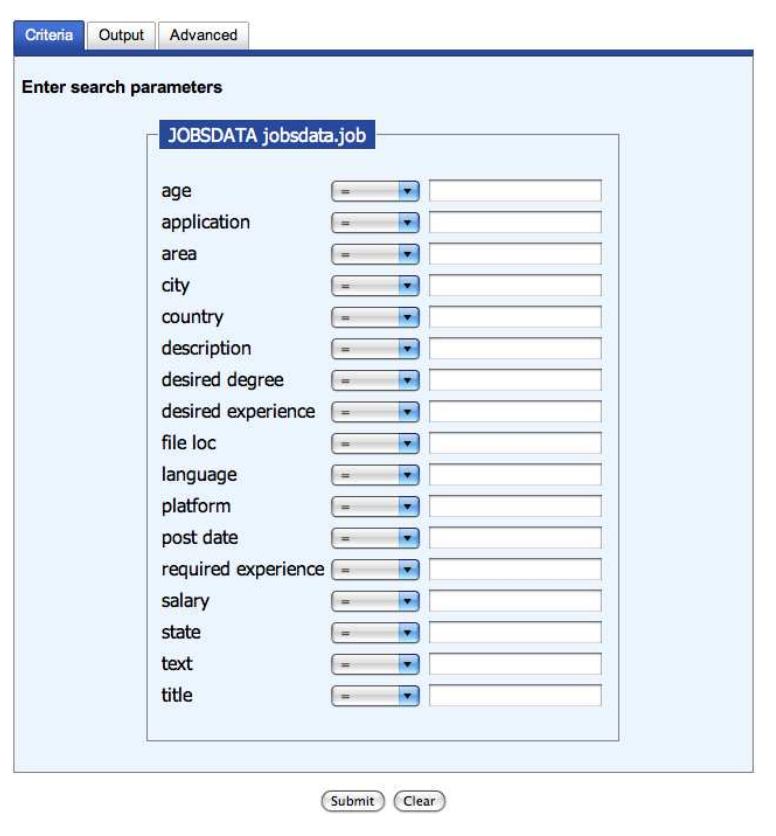 Criteria Output Advanced
Enter search parameters
JOBSDATA jobsdata.job
age =
application =
area =
city =
country =
description =
desired degree =
desired experience =
file loc =
language =
platform =
post date =
required experience =
salary =
state =
text =
title =
Submit Clear